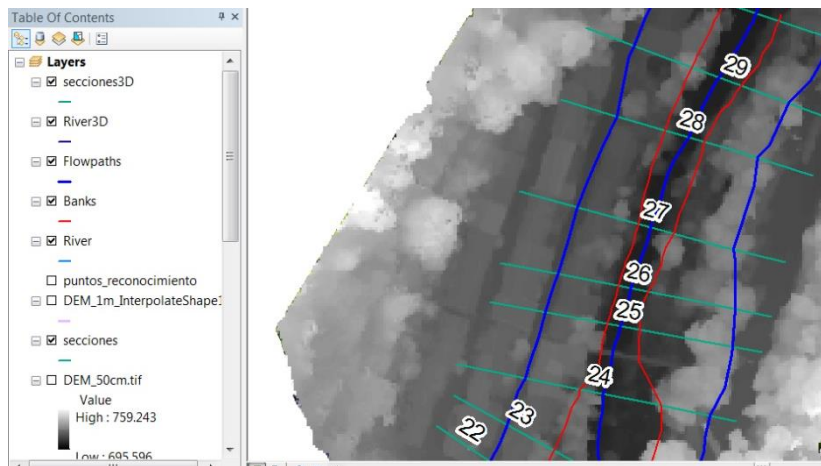 Table Of Contents
Layers
secciones3D
River3D
Flowpaths
Banks
River
puntos_reconocimiento
DEM_1m_InterpolateShape1
secciones
DEM_50cm.tif
Value
High : 759.243
Low : 695.596
29
28
27
26
25
24
23
22